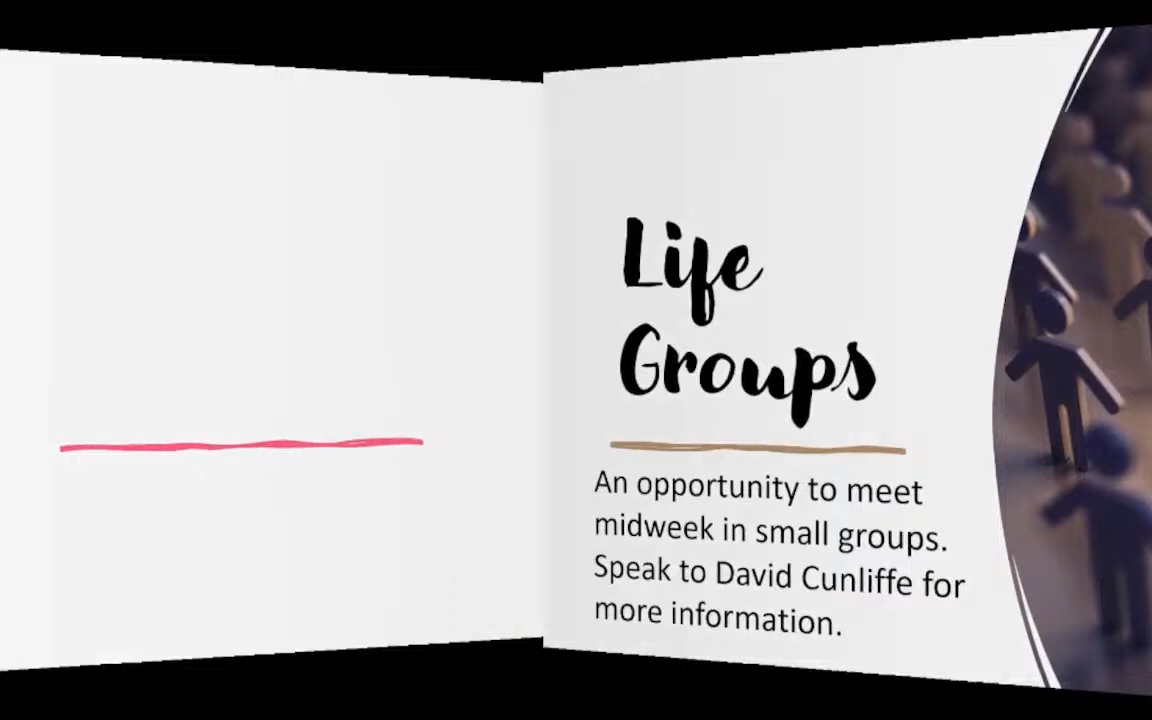 Life
Groups
An opportunity to meet
midweek in small groups.
Speak to David Cunliffe for
more information.